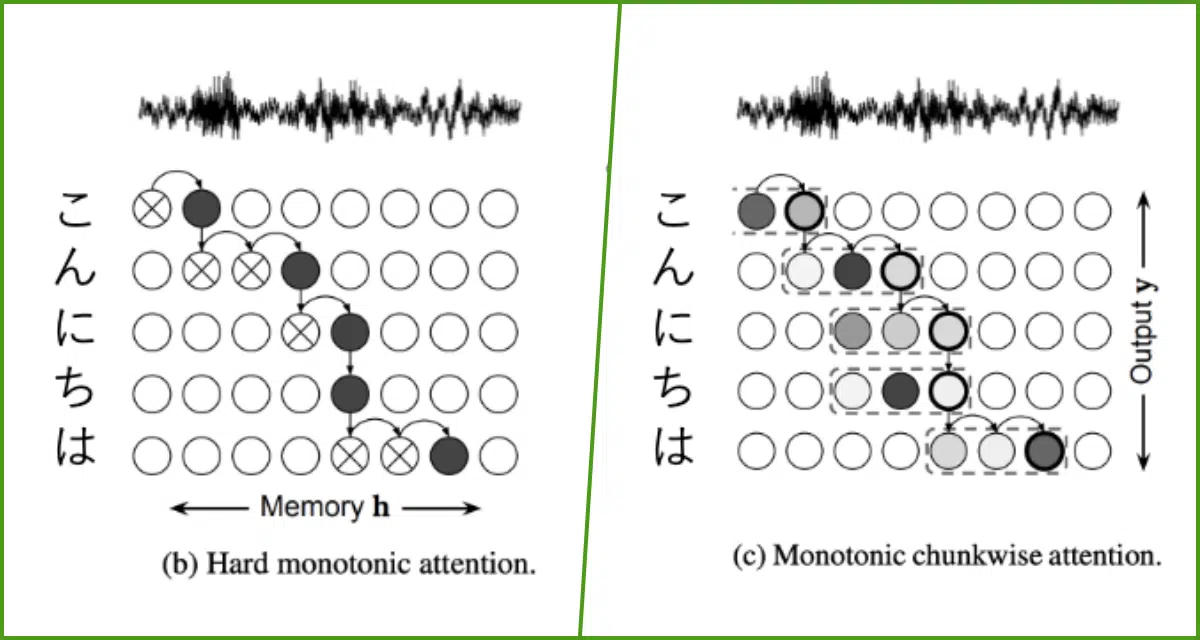 こ
ん
に
ち
は
Memory h
(b) Hard monotonic attention.
こ
ん
に
ち
は
Output y
(c) Monotonic chunkwise attention.